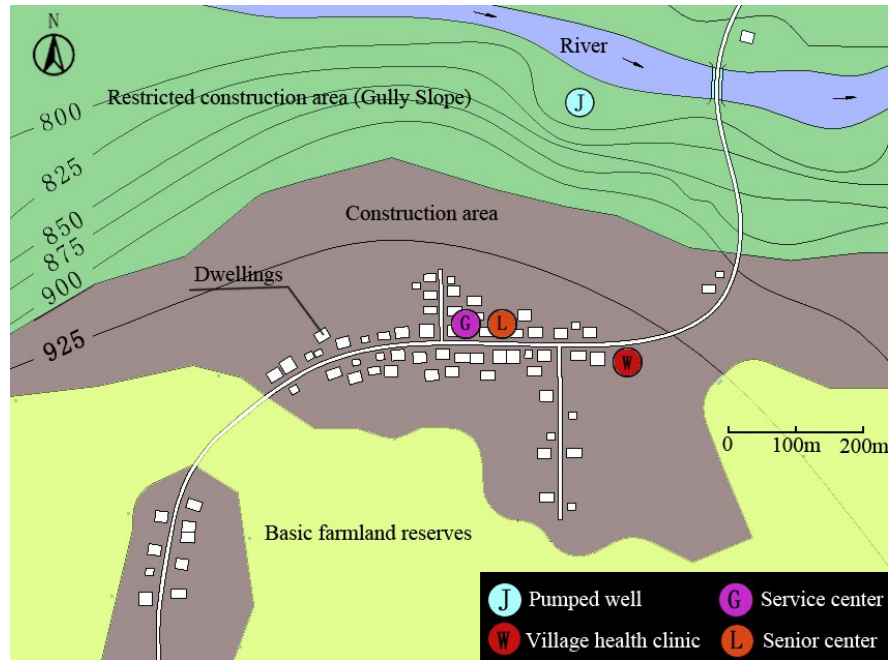 N
River
J
Restricted construction area (Gully Slope)
800
825
850
875
900
925
Construction area
Dwellings
G
L
W
0 100m 200m
Basic farmland reserves
J Pumped well
G Service center
W Village health clinic
L Senior center